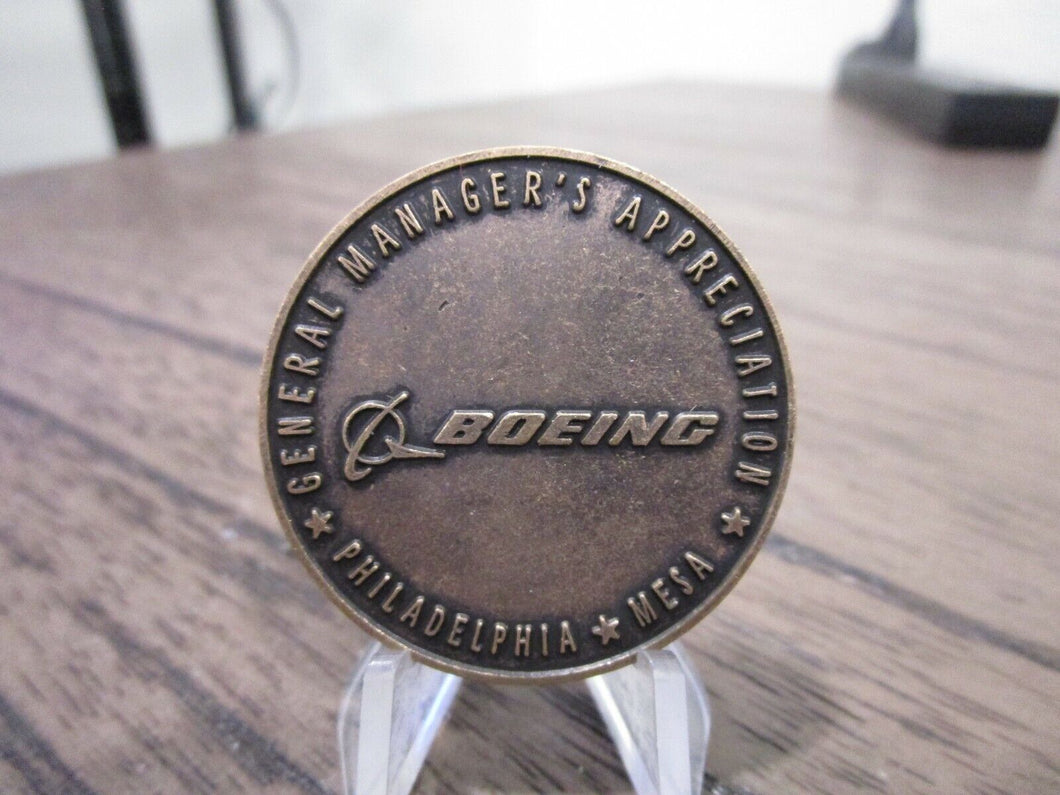 GENERAL MANAGER'S APPRECIATION
BOEING
PHILADELPHIA ★ MESA